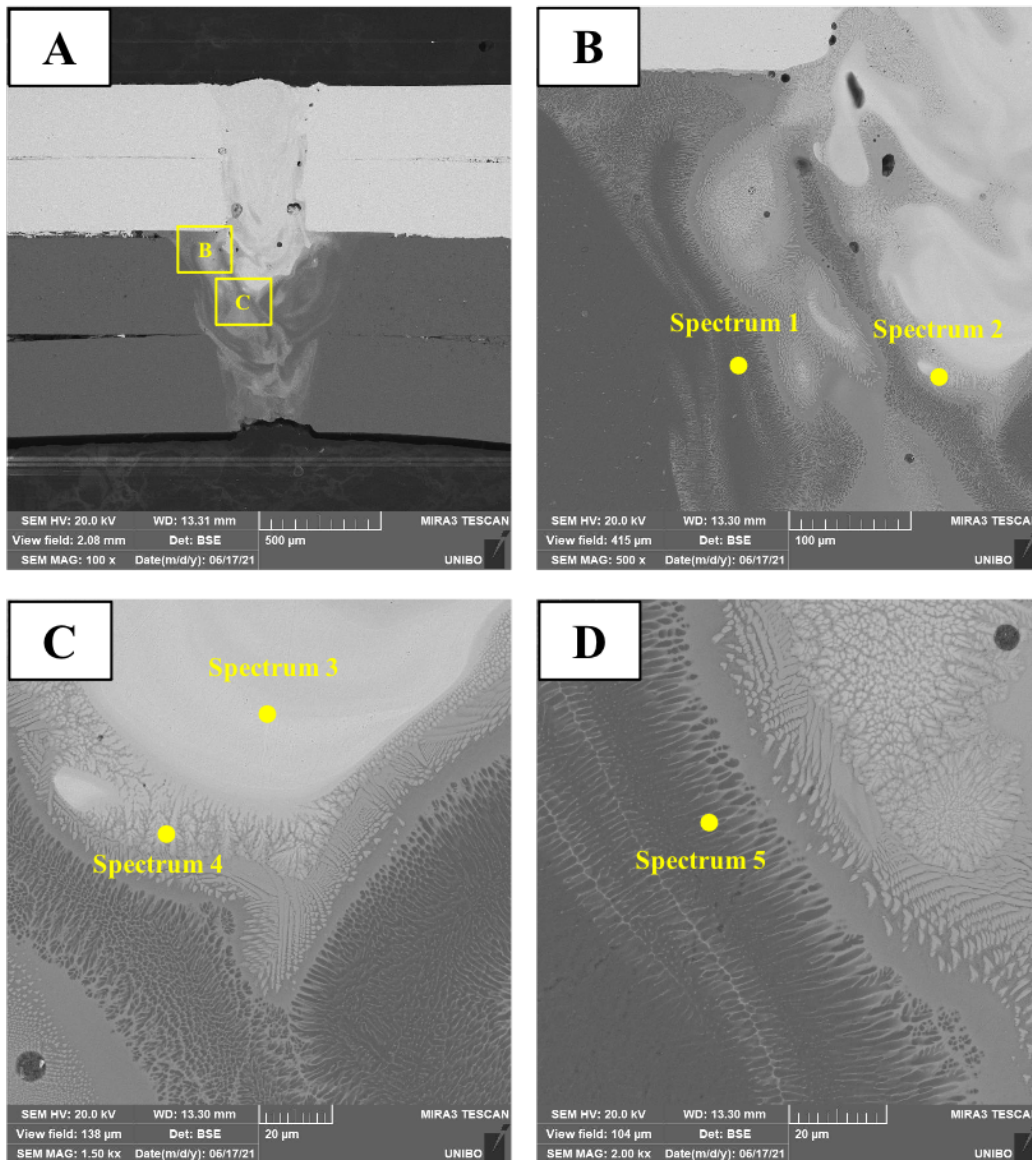 A
B
C
SEM HV: 20.0 kV WD: 13.31 mm MIRA3 TESCAN
View field: 2.08 mm Det: BSE 500 µm
SEM MAG: 100 x Date(m/d/y): 06/17/21 UNIBO
B
Spectrum 1
Spectrum 2
SEM HV: 20.0 kV WD: 13.30 mm MIRA3 TESCAN
View field: 415 µm Det: BSE 100 µm
SEM MAG: 500 x Date(m/d/y): 06/17/21 UNIBO
C
Spectrum 3
Spectrum 4
SEM HV: 20.0 kV WD: 13.30 mm MIRA3 TESCAN
View field: 138 µm Det: BSE 20 µm
SEM MAG: 1.50 kx Date(m/d/y): 06/17/21 UNIBO
D
Spectrum 5
SEM HV: 20.0 kV WD: 13.30 mm MIRA3 TESCAN
View field: 104 µm Det: BSE 20 µm
SEM MAG: 2.00 kx Date(m/d/y): 06/17/21 UNIBO